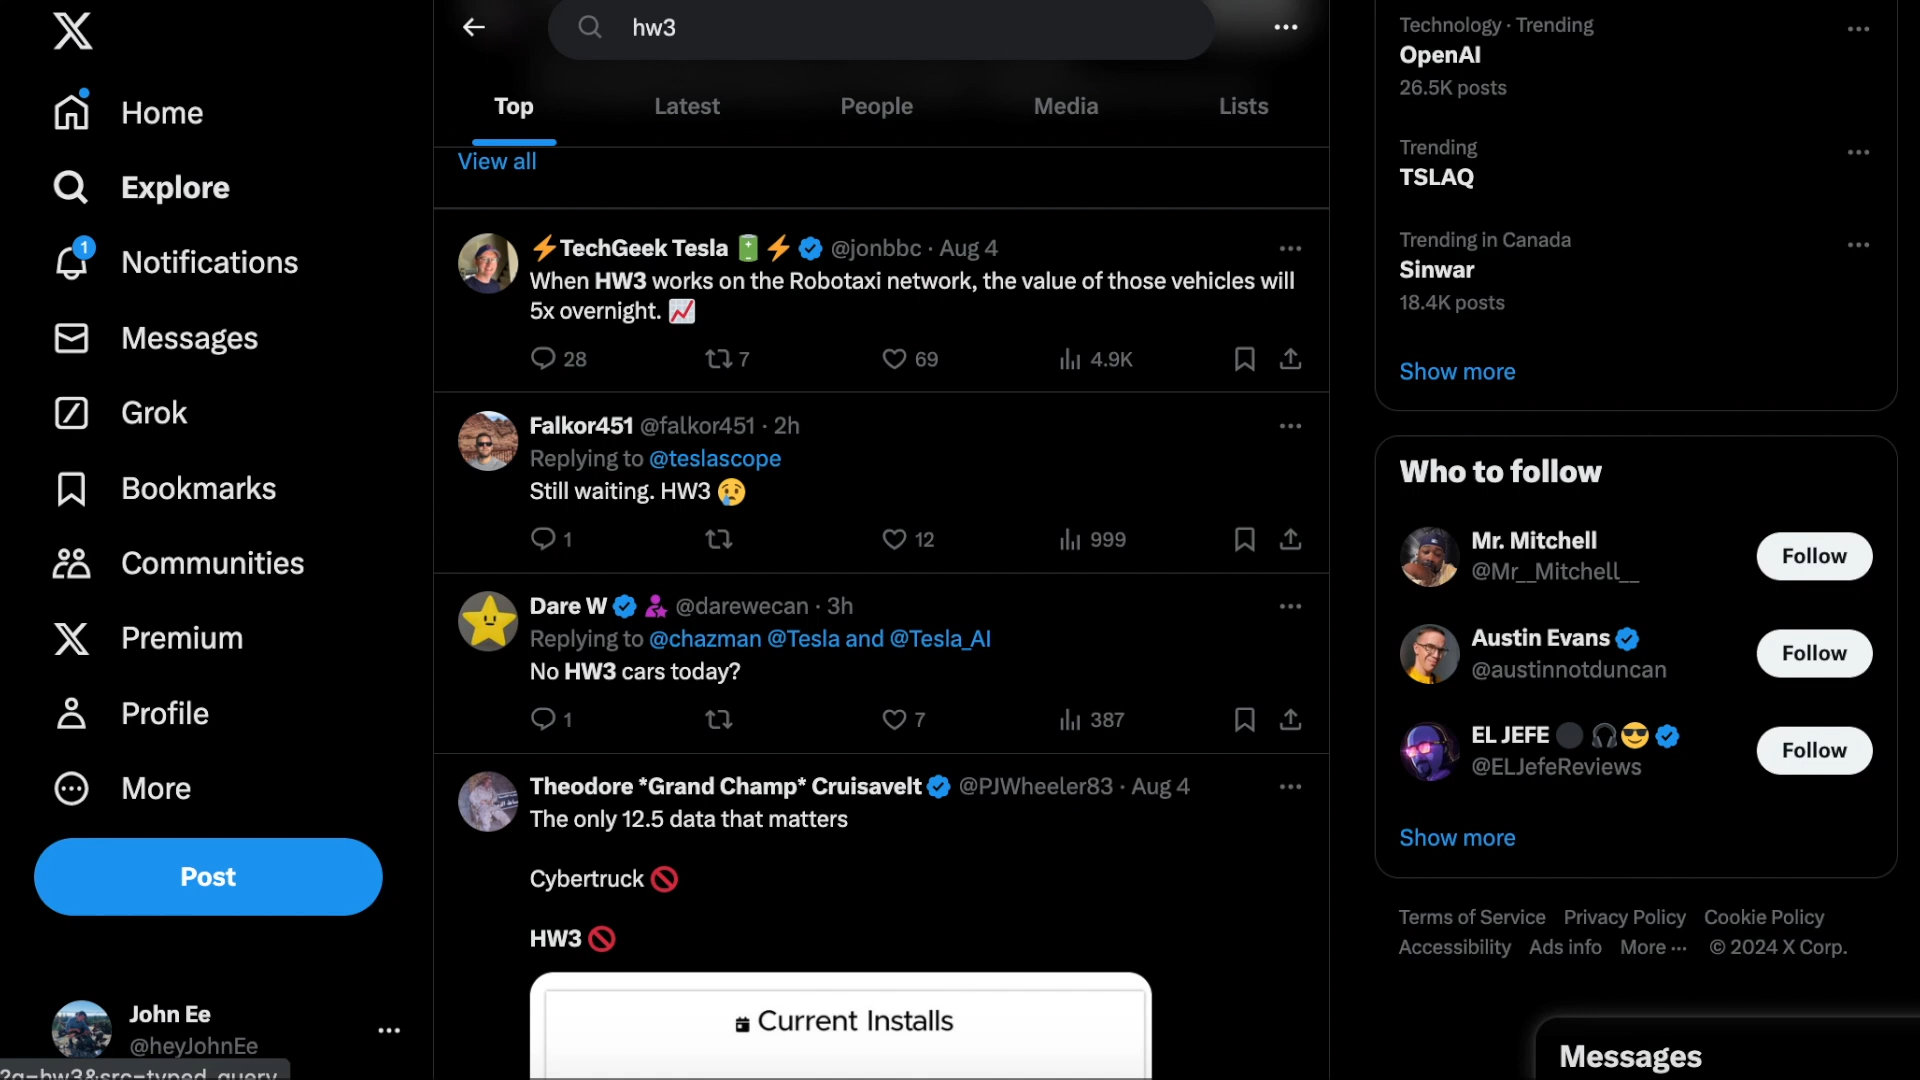 Home
Explore
1
Notifications
Messages
Grok
Bookmarks
Communities
Premium
Profile
More
Post
John Ee
@heyJohnEe
?q=hw3&src=typed_query
hw3
Top
Latest
People
Media
Lists
View all
⚡TechGeek Tesla 🔋⚡ @jonbbc · Aug 4
When HW3 works on the Robotaxi network, the value of those vehicles will
5x overnight. 📈
28
7
69
4.9K
Falkor451 @falkor451 · 2h
Replying to @teslascope
Still waiting. HW3 😢
1
12
999
Dare W @darewecan · 3h
Replying to @chazman @Tesla and @Tesla_AI
No HW3 cars today?
1
7
387
Theodore *Grand Champ* Cruisavelt @PJWheeler83 · Aug 4
The only 12.5 data that matters
Cybertruck 🚫
HW3 🚫
Current Installs
Technology · Trending
OpenAI
26.5K posts
Trending
TSLAQ
Trending in Canada
Sinwar
18.4K posts
Show more
Who to follow
Mr. Mitchell
@Mr__Mitchell__
Follow
Austin Evans
@austinnotduncan
Follow
EL JEFE 🌑 🎧😎
@ELJefeReviews
Follow
Show more
Terms of Service Privacy Policy Cookie Policy
Accessibility Ads info More ··· © 2024 X Corp.
Messages